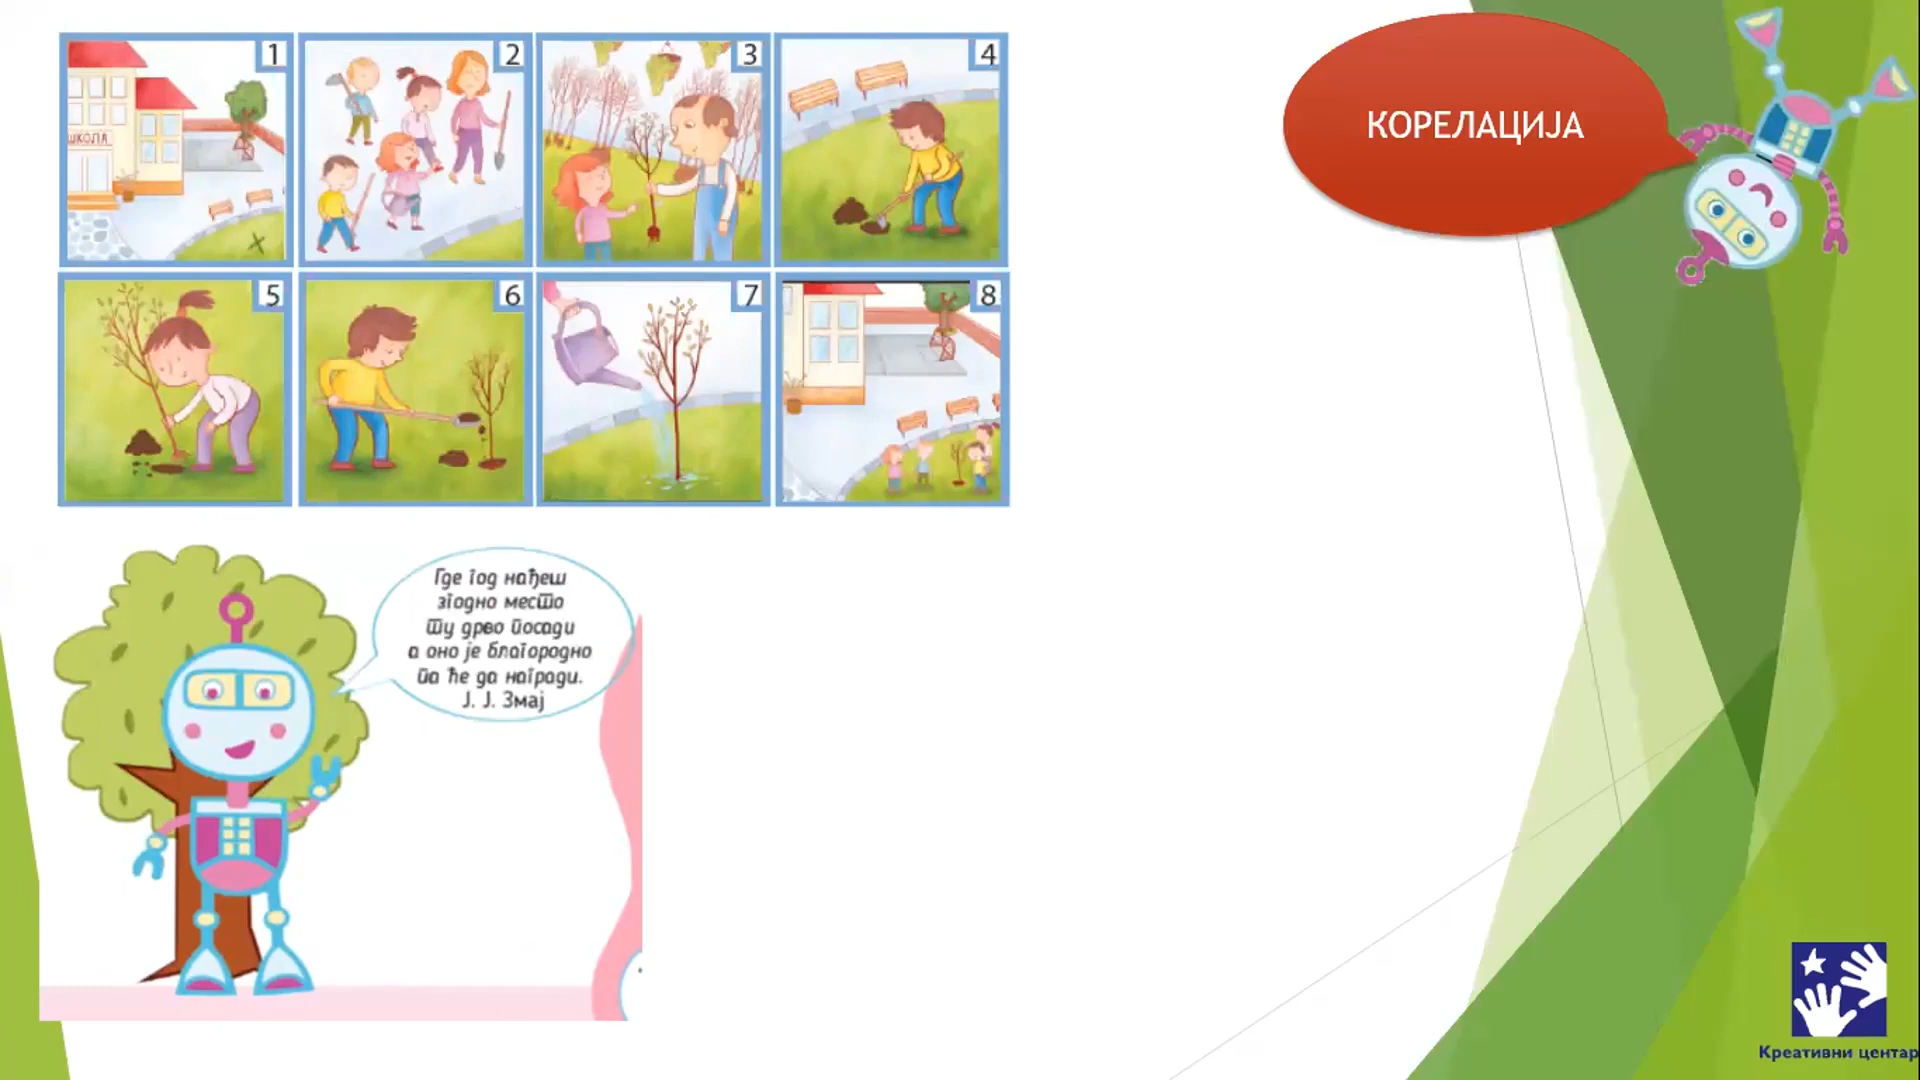 1
2
3
4
ШКОЛА
5
6
7
8
КОРЕЛАЦИЈА
Где год нађеш
згодно место
ту дрво посади
а оно је благородно
па ће да награди.
Ј. Ј. Змај
Креативни центар